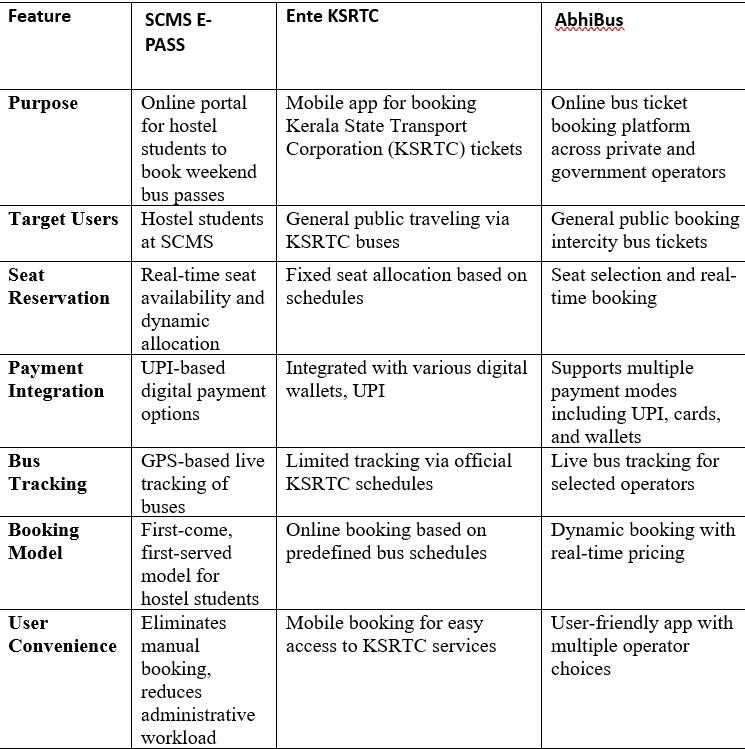 Feature
SCMS E-
PASS
Ente KSRTC
AbhiBus
Purpose
Online portal
for hostel
students to
book weekend
bus passes
Mobile app for booking
Kerala State Transport
Corporation (KSRTC) tickets
Online bus ticket
booking platform
across private and
government operators
Target Users
Hostel students
at SCMS
General public traveling via
KSRTC buses
General public booking
intercity bus tickets
Seat
Reservation
Real-time seat
availability and
dynamic
allocation
Fixed seat allocation based on
schedules
Seat selection and real-
time booking
Payment
Integration
UPI-based
digital payment
options
Integrated with various digital
wallets, UPI
Supports multiple
payment modes
including UPI, cards,
and wallets
Bus
Tracking
GPS-based live
tracking of
buses
Limited tracking via official
KSRTC schedules
Live bus tracking for
selected operators
Booking
Model
First-come,
first-served
model for
hostel students
Online booking based on
predefined bus schedules
Dynamic booking with
real-time pricing
User
Convenience
Eliminates
manual
booking,
reduces
administrative
workload
Mobile booking for easy
access to KSRTC services
User-friendly app with
multiple operator
choices